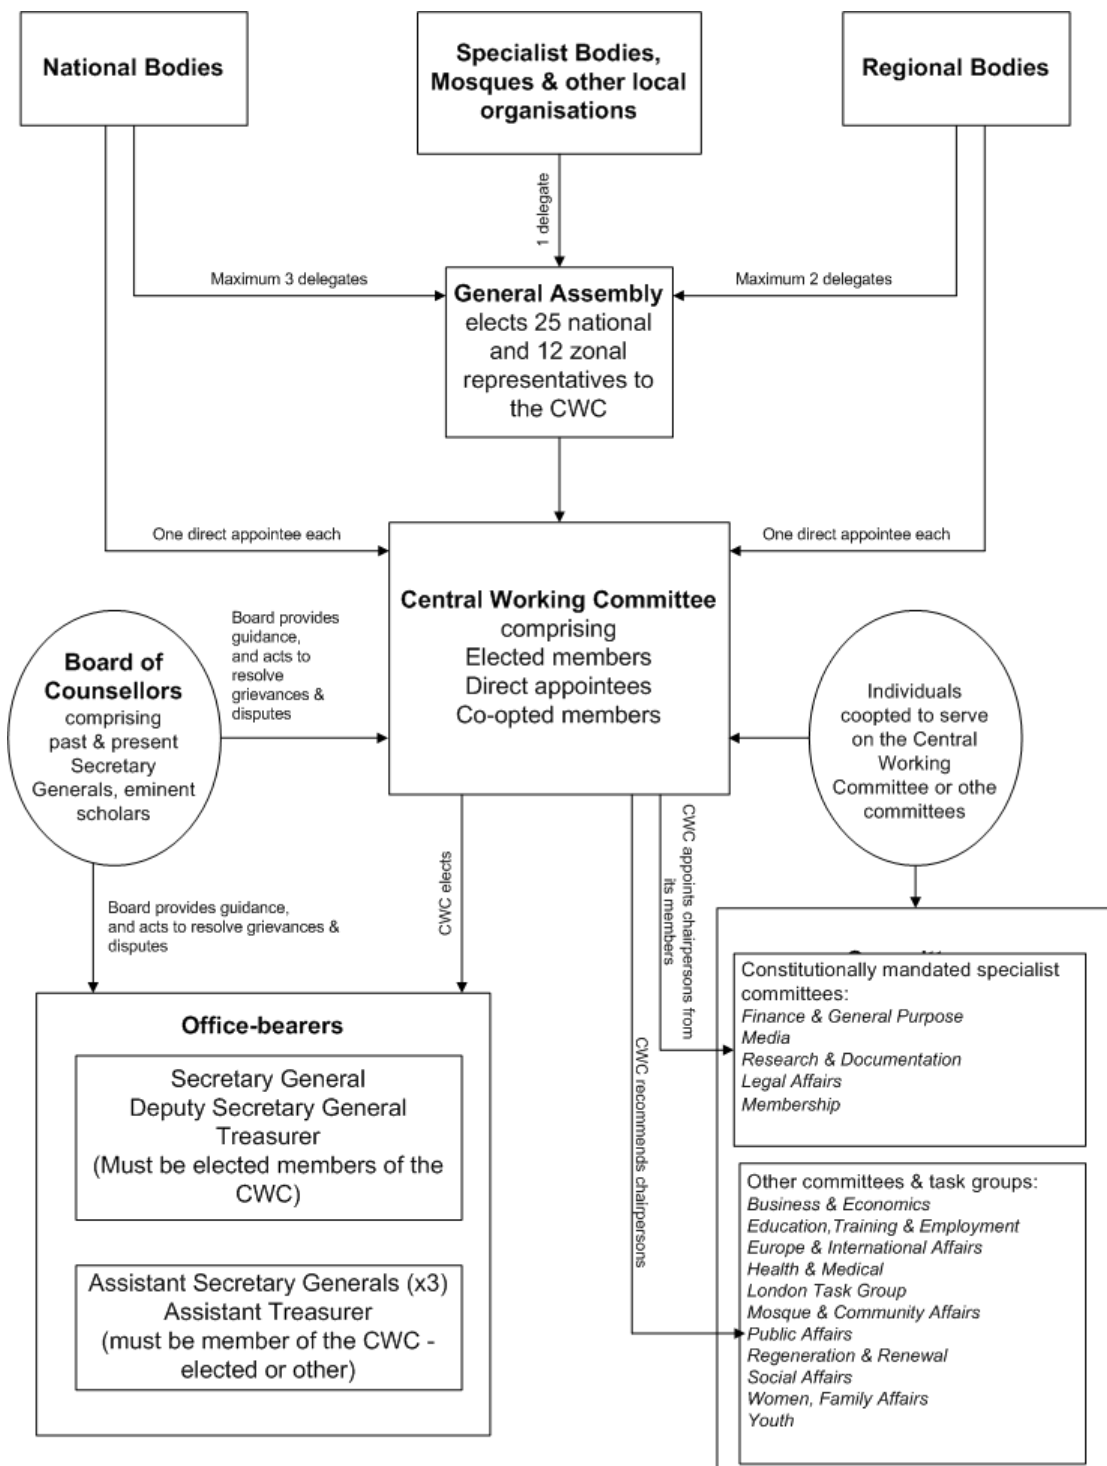 National Bodies
Specialist Bodies,
Mosques & other local
organisations
Regional Bodies
1 delegate
Maximum 3 delegates
Maximum 2 delegates
General Assembly
elects 25 national
and 12 zonal
representatives to
the CWC
One direct appointee each
One direct appointee each
Central Working Committee
comprising
Elected members
Direct appointees
Co-opted members
Board provides
guidance,
and acts to
resolve
grievances &
disputes
Board of
Counsellors
comprising
past & present
Secretary
Generals, eminent
scholars
Individuals
coopted to serve
on the Central
Working
Committee or othe
committees
Board provides guidance,
and acts to resolve grievances &
disputes
CWC elects
CWC appoints chairpersons from
its members
CWC recommends chairpersons
Office-bearers
Secretary General
Deputy Secretary General
Treasurer
(Must be elected members of the
CWC)
Assistant Secretary Generals (x3)
Assistant Treasurer
(must be member of the CWC -
elected or other)
Constitutionally mandated specialist
committees:
Finance & General Purpose
Media
Research & Documentation
Legal Affairs
Membership
Other committees & task groups:
Business & Economics
Education,Training & Employment
Europe & International Affairs
Health & Medical
London Task Group
Mosque & Community Affairs
Public Affairs
Regeneration & Renewal
Social Affairs
Women, Family Affairs
Youth